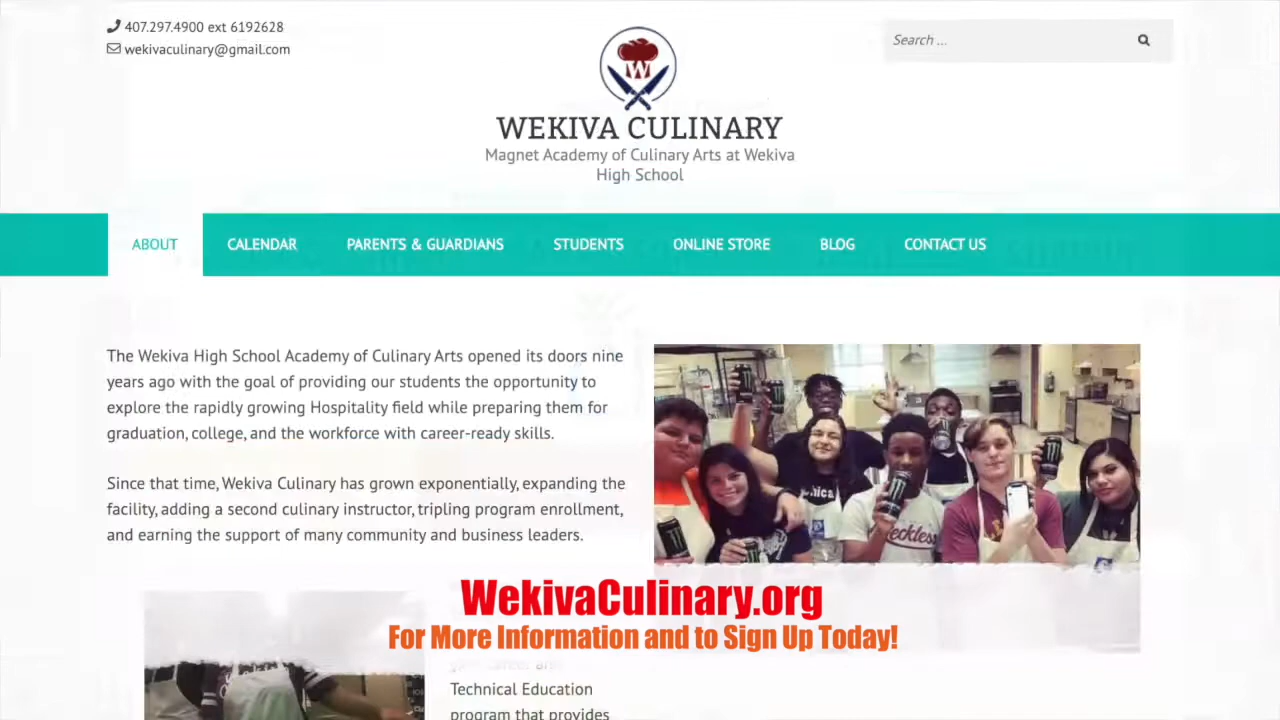 407.297.4900 ext 6192628
wekivaculinary@gmail.com
Search ...
W
WEKIVA CULINARY
Magnet Academy of Culinary Arts at Wekiva
High School
ABOUT
CALENDAR
PARENTS & GUARDIANS
STUDENTS
ONLINE STORE
BLOG
CONTACT US
The Wekiva High School Academy of Culinary Arts opened its doors nine
years ago with the goal of providing our students the opportunity to
explore the rapidly growing Hospitality field while preparing them for
graduation, college, and the workforce with career-ready skills.
Since that time, Wekiva Culinary has grown exponentially, expanding the
facility, adding a second culinary instructor, tripling program enrollment,
and earning the support of many community and business leaders.
WekivaCulinary.org
For More Information and to Sign Up Today!
Technical Education
program that provides